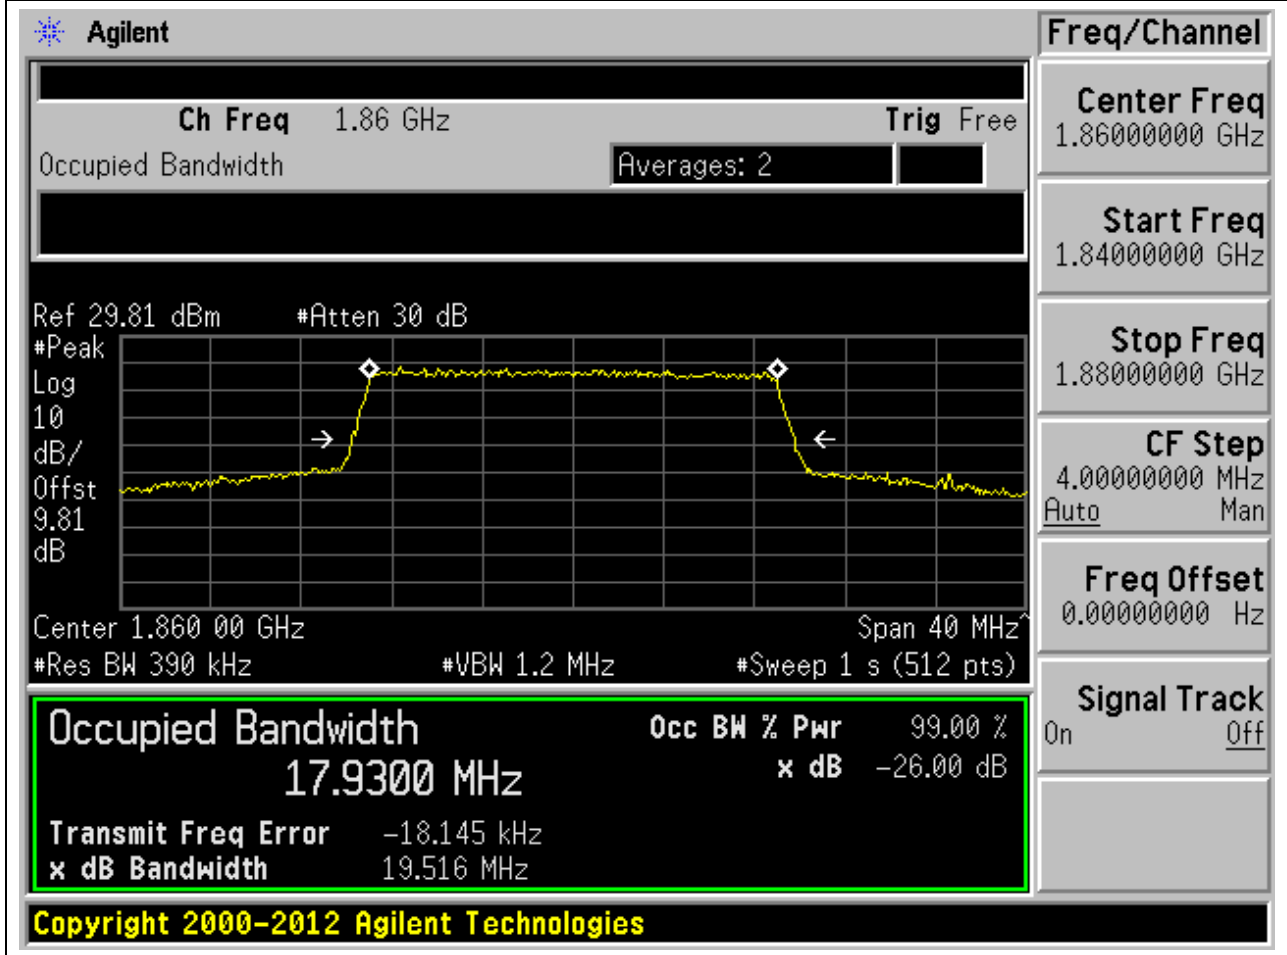 Agilent
Freq/Channel
Ch Freq 1.86 GHz Trig Free
Occupied Bandwidth Averages: 2
Center Freq
1.86000000 GHz
Start Freq
1.84000000 GHz
Stop Freq
1.88000000 GHz
CF Step
4.00000000 MHz
Auto Man
Freq Offset
0.00000000 Hz
Signal Track
On Off
Ref 29.81 dBm #Atten 30 dB
#Peak
Log
10
dB/
Offst
9.81
dB
Center 1.860 00 GHz Span 40 MHz^
#Res BW 390 kHz #VBW 1.2 MHz #Sweep 1 s (512 pts)
Occupied Bandwidth
17.9300 MHz
Occ BW % Pwr 99.00 %
x dB -26.00 dB
Transmit Freq Error -18.145 kHz
x dB Bandwidth 19.516 MHz
Copyright 2000-2012 Agilent Technologies